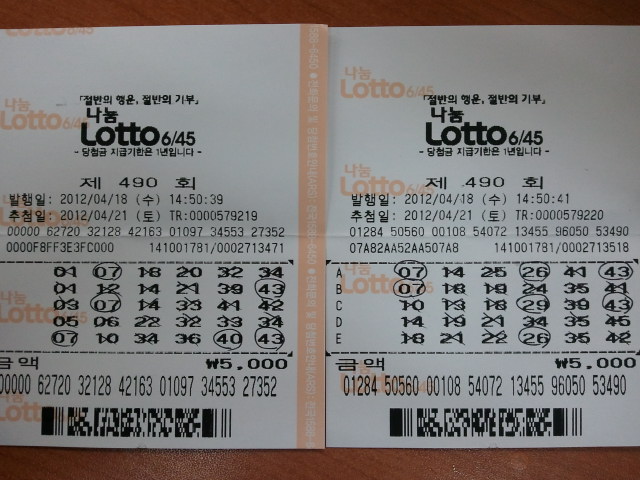 「절반의 행운, 절반의 기부」
나눔
Lotto 6/45
- 당첨금 지급기한은 1년입니다 -
제 490 회
발행일: 2012/04/18 (수) 14:50:39
추첨일: 2012/04/21 (토) TR:0000579219
00000 62720 32128 42163 01097 34553 27352
0000F8FF3E3FC000 141001781/0002713471
01 07 18 20 32 34
01 12 14 21 39 43
03 07 14 33 41 42
05 06 22 32 33 34
07 10 34 36 40 43
금액 ₩5,000
00000 62720 32128 42163 01097 34553 27352
「절반의 행운, 절반의 기부」
나눔
Lotto 6/45
- 당첨금 지급기한은 1년입니다 -
제 490 회
발행일: 2012/04/18 (수) 14:50:41
추첨일: 2012/04/21 (토) TR:0000579220
01284 50560 00108 54072 13455 96050 53490
07A82AA52AA507A8 141001781/0002713518
A 07 14 25 26 41 43
B 07 18 19 24 35 41
C 10 13 18 29 39 43
D 14 19 21 34 35 45
E 18 21 22 26 35 42
금액 ₩5,000
01284 50560 00108 54072 13455 96050 53490